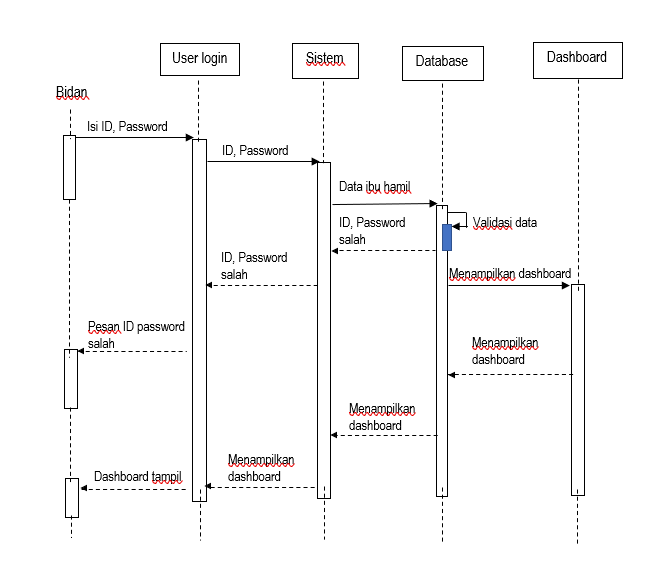 User login
Sistem
Database
Dashboard
Bidan
Isi ID, Password
ID, Password
Data ibu hamil
ID, Password
salah
Validasi data
ID, Password
salah
Menampilkan dashboard
Pesan ID password
salah
Menampilkan
dashboard
Menampilkan
dashboard
Menampilkan
dashboard
Dashboard tampil